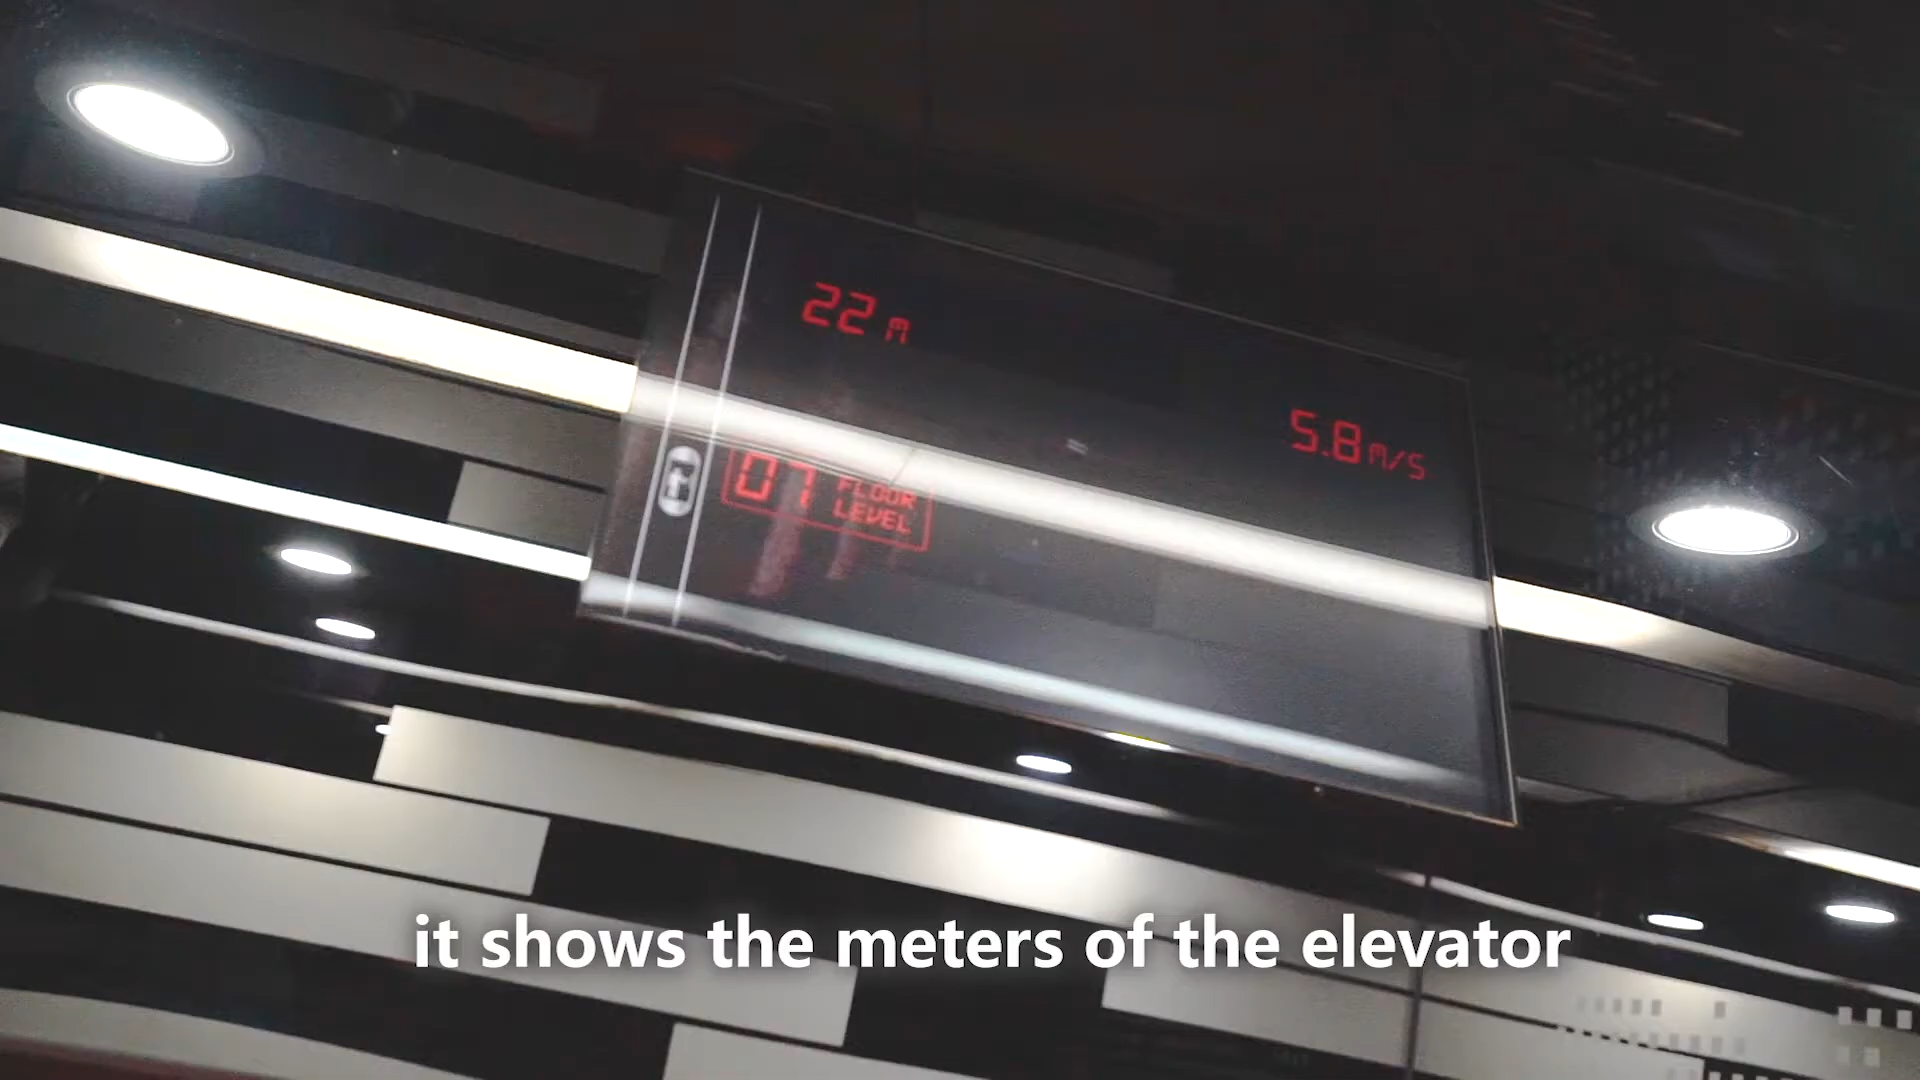 22 m
5.8 m/s
07 FLOOR
LEVEL
it shows the meters of the elevator